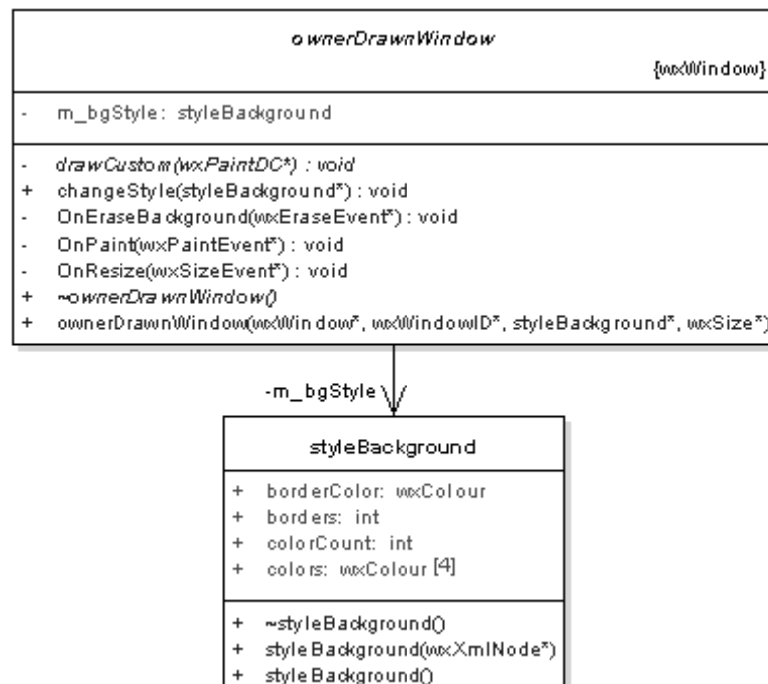 ownerDrawnWindow
{wxWindow}
- m_bgStyle: styleBackground
- drawCustom(wxPaintDC*) : void
+ changeStyle(styleBackground*) : void
- OnEraseBackground(wxEraseEvent*) : void
- OnPaint(wxPaintEvent*) : void
- OnResize(wxSizeEvent*) : void
+ ~ownerDrawnWindow()
+ ownerDrawnWindow(wxWindow*, wxWindowID*, styleBackground*, wxSize*)
-m_bgStyle
styleBackground
+ borderColor: wxColour
+ borders: int
+ colorCount: int
+ colors: wxColour [4]
+ ~styleBackground()
+ styleBackground(wxXmlNode*)
+ styleBackground()